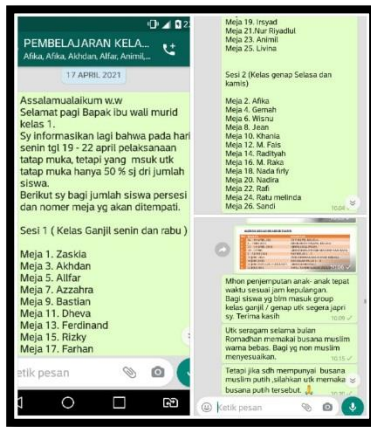 PEMBELAJARAN KELA...
Afika, Afika, Akhdan, Alfar, Animil,...
17 APRIL 2021
Assalamualaikum w.w
Selamat pagi Bapak ibu wali murid
kelas 1.
Sy informasikan lagi bahwa pada hari
senin tgl 19 - 22 april pelaksanaan
tatap muka, tetapi yang msuk utk
tatap muka hanya 50 % sj dri jumlah
siswa.
Berikut sy bagi jumlah siswa persesi
dan nomer meja yg akan ditempati.
Sesi 1 ( Kelas Ganjil senin dan rabu )
Meja 1. Zaskia
Meja 3. Akhdan
Meja 5. Allfar
Meja 7. Azzahra
Meja 9. Bastian
Meja 11. Dheva
Meja 13. Ferdinand
Meja 15. Rizky
Meja 17. Farhan
etik pesan
Meja 19. Irsyad
Meja 21.Nur Riyadlul
Meja 23. Animil
Meja 25. Livina
Sesi 2 (Kelas genap Selasa dan
kamis)
Meja 2. Afika
Meja 4. Gemah
Meja 6. Wisnu
Meja 8. Jean
Meja 10. Khania
Meja 12. M. Fais
Meja 14. Radityah
Meja 16. M. Raka
Meja 18. Nada firly
Meja 20. Nadira
Meja 22. Rafi
Meja 24. Ratu melinda
Meja 26. Sandi
Mhon penjemputan anak- anak tepat
waktu sesuai jam kepulangan.
Bagi siswa yg blm masuk group
kelas ganjil / genap utk segera japri
sy. Terima kasih
Utk seragam selama bulan
Romadhan memakai busana muslim
warna bebas. Bagi yg non muslim
menyesuaikan.
10.15
Tetapi jika sdh mempunyai busana
muslim putih ,silahkan utk memakai
busana putih tersebut.
Ketik pesan